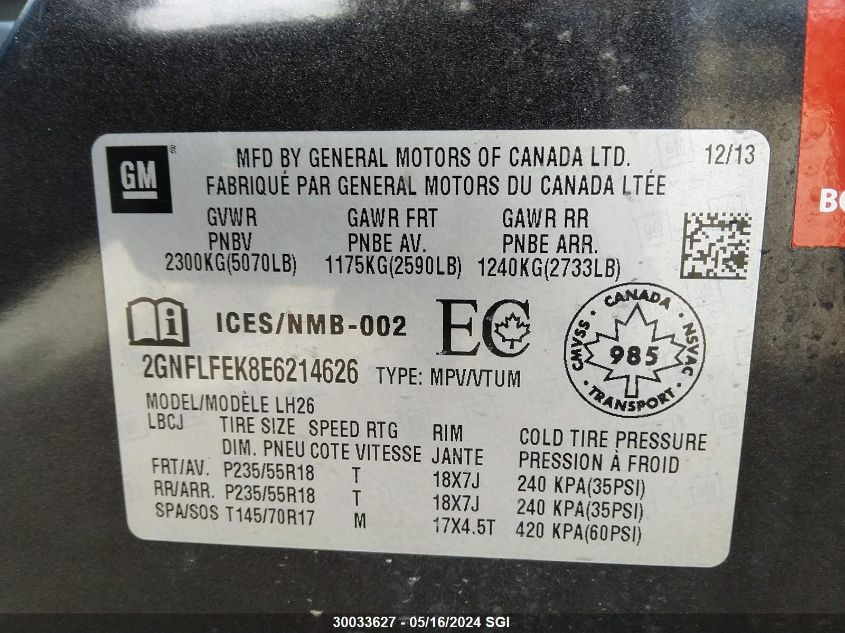 GM ® MFD BY GENERAL MOTORS OF CANADA LTD. 12/13
FABRIQUÉ PAR GENERAL MOTORS DU CANADA LTÉE
GVWR GAWR FRT GAWR RR
PNBV PNBE AV. PNBE ARR.
2300KG(5070LB) 1175KG(2590LB) 1240KG(2733LB)
ICES/NMB-002 EC
CANADA
CMVSS 985 NSVAC
TRANSPORT
2GNFLFEK8E6214626 TYPE: MPV/VTUM
MODEL/MODÈLE LH26
LBCJ TIRE SIZE SPEED RTG RIM COLD TIRE PRESSURE
DIM. PNEU COTE VITESSE JANTE PRESSION À FROID
FRT/AV. P235/55R18 T 18X7J 240 KPA(35PSI)
RR/ARR. P235/55R18 T 18X7J 240 KPA(35PSI)
SPA/SOS T145/70R17 M 17X4.5T 420 KPA(60PSI)
30033627 - 05/16/2024 SGI